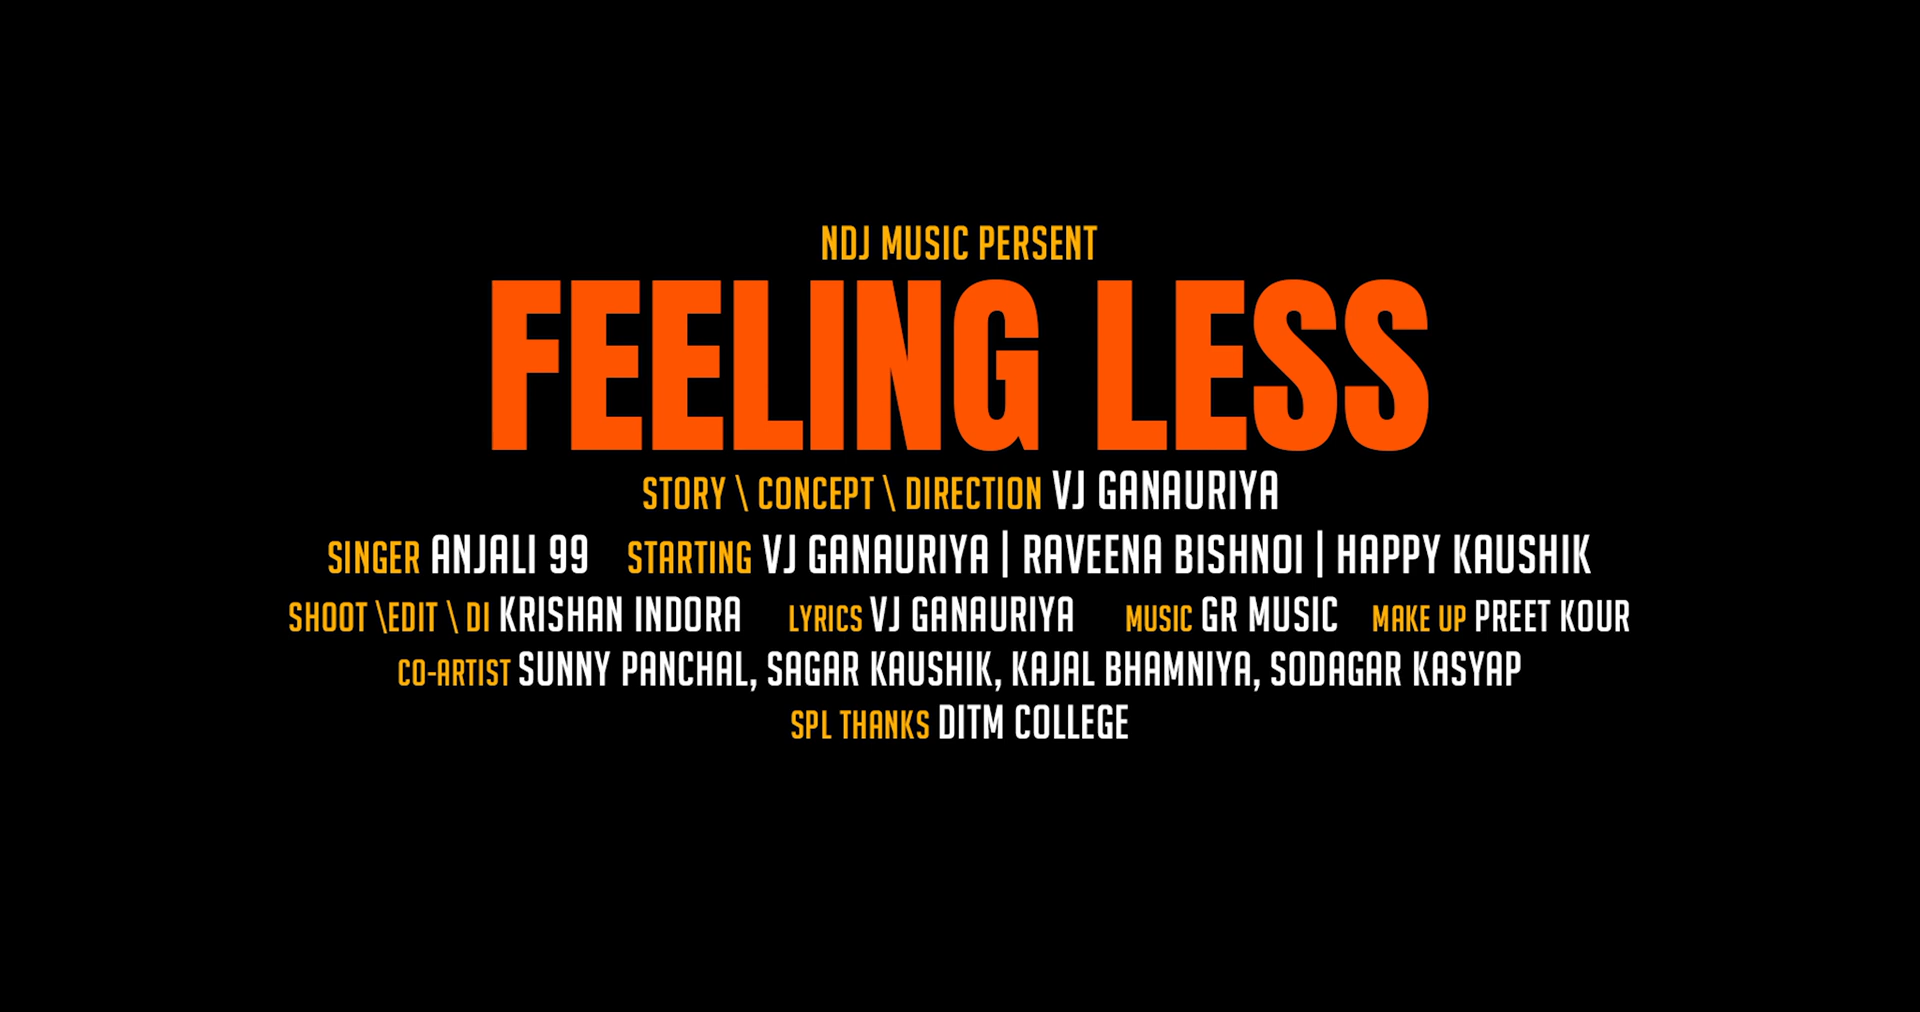 NDJ MUSIC PERSENT
FEELING LESS
STORY \ CONCEPT \ DIRECTION VJ GANAURIYA
SINGER ANJALI 99 STARTING VJ GANAURIYA | RAVEENA BISHNOI | HAPPY KAUSHIK
SHOOT \EDIT \ DI KRISHAN INDORA LYRICS VJ GANAURIYA MUSIC GR MUSIC MAKE UP PREET KOUR
CO-ARTIST SUNNY PANCHAL, SAGAR KAUSHIK, KAJAL BHAMNIYA, SODAGAR KASYAP
SPL THANKS DITM COLLEGE